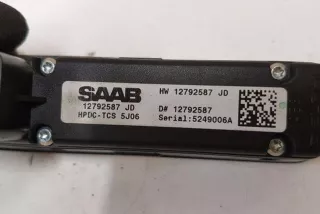 SAAB
12792587 JD
HPDC-TCS 5J06
HW 12792587 JD
D# 12792587
Serial:5249006A